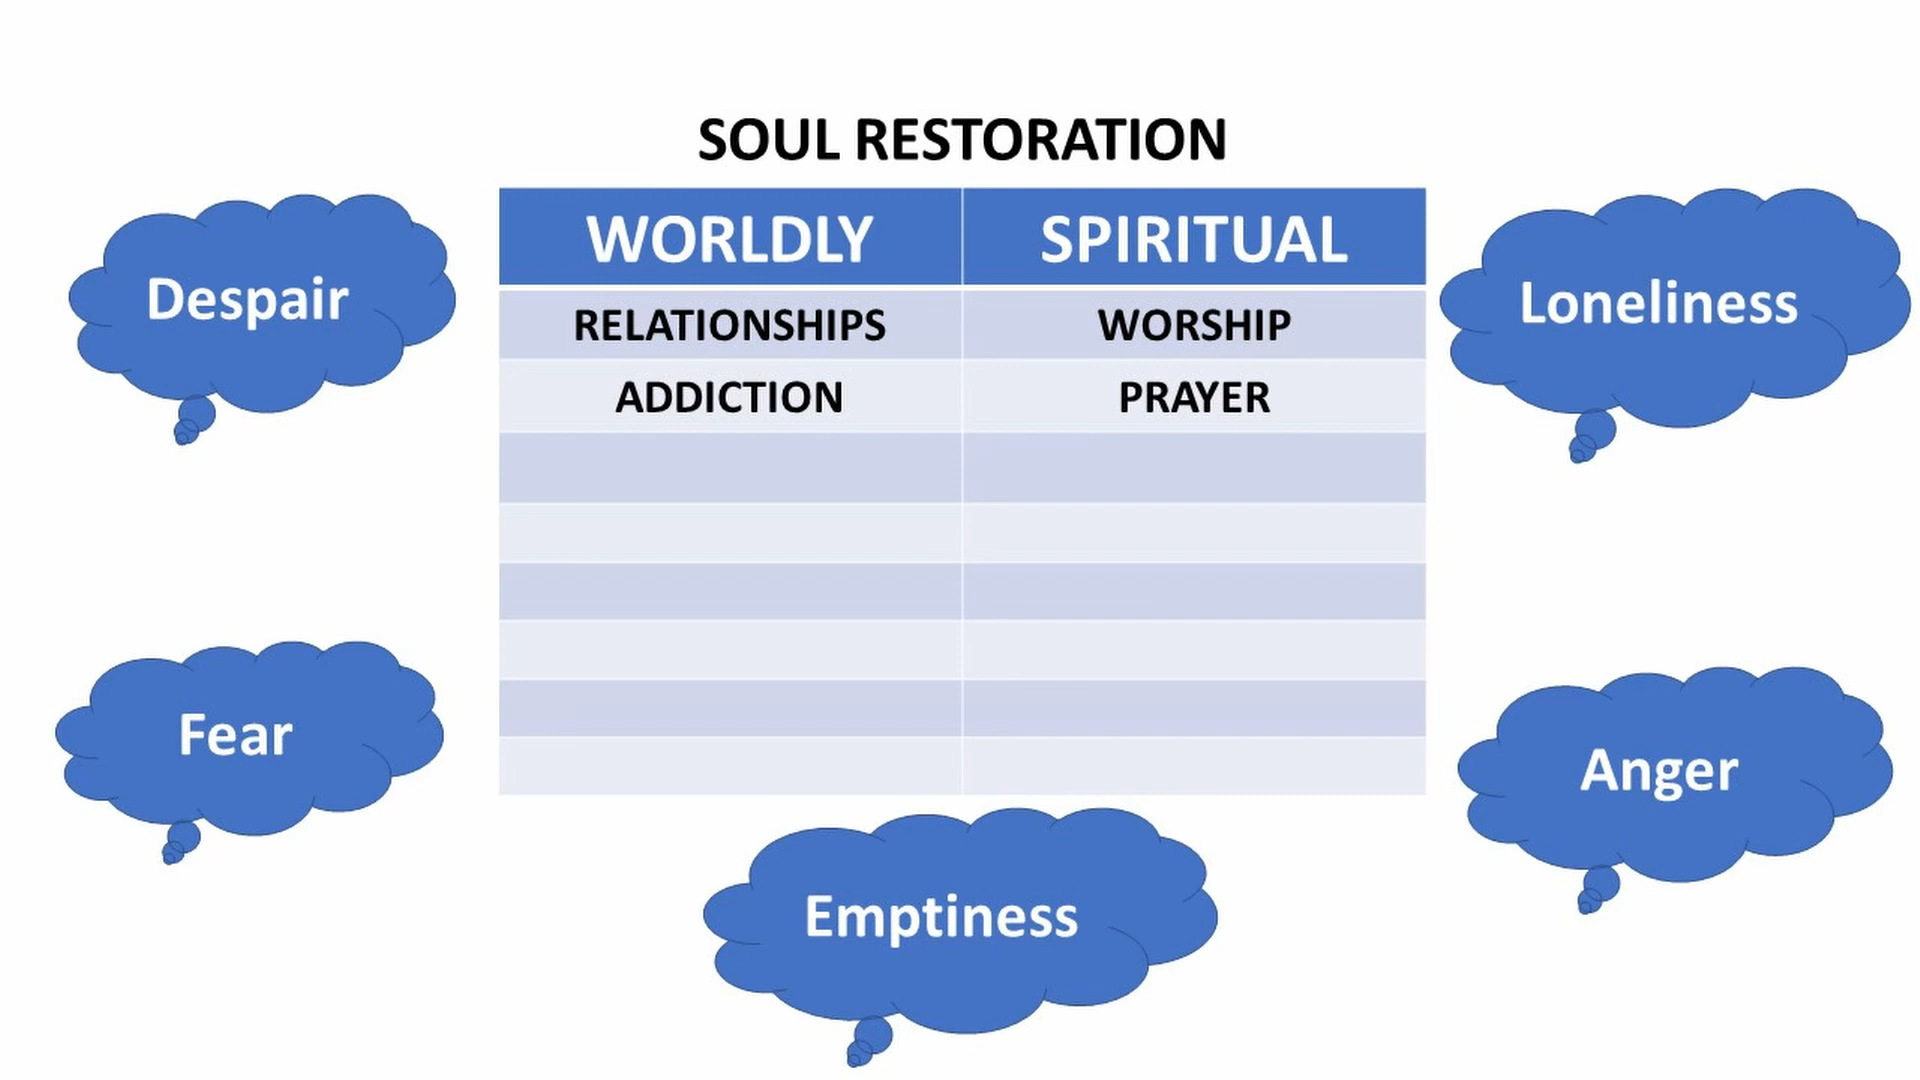 SOUL RESTORATION
WORLDLY SPIRITUAL
RELATIONSHIPS WORSHIP
ADDICTION PRAYER
Despair
Loneliness
Fear
Anger
Emptiness